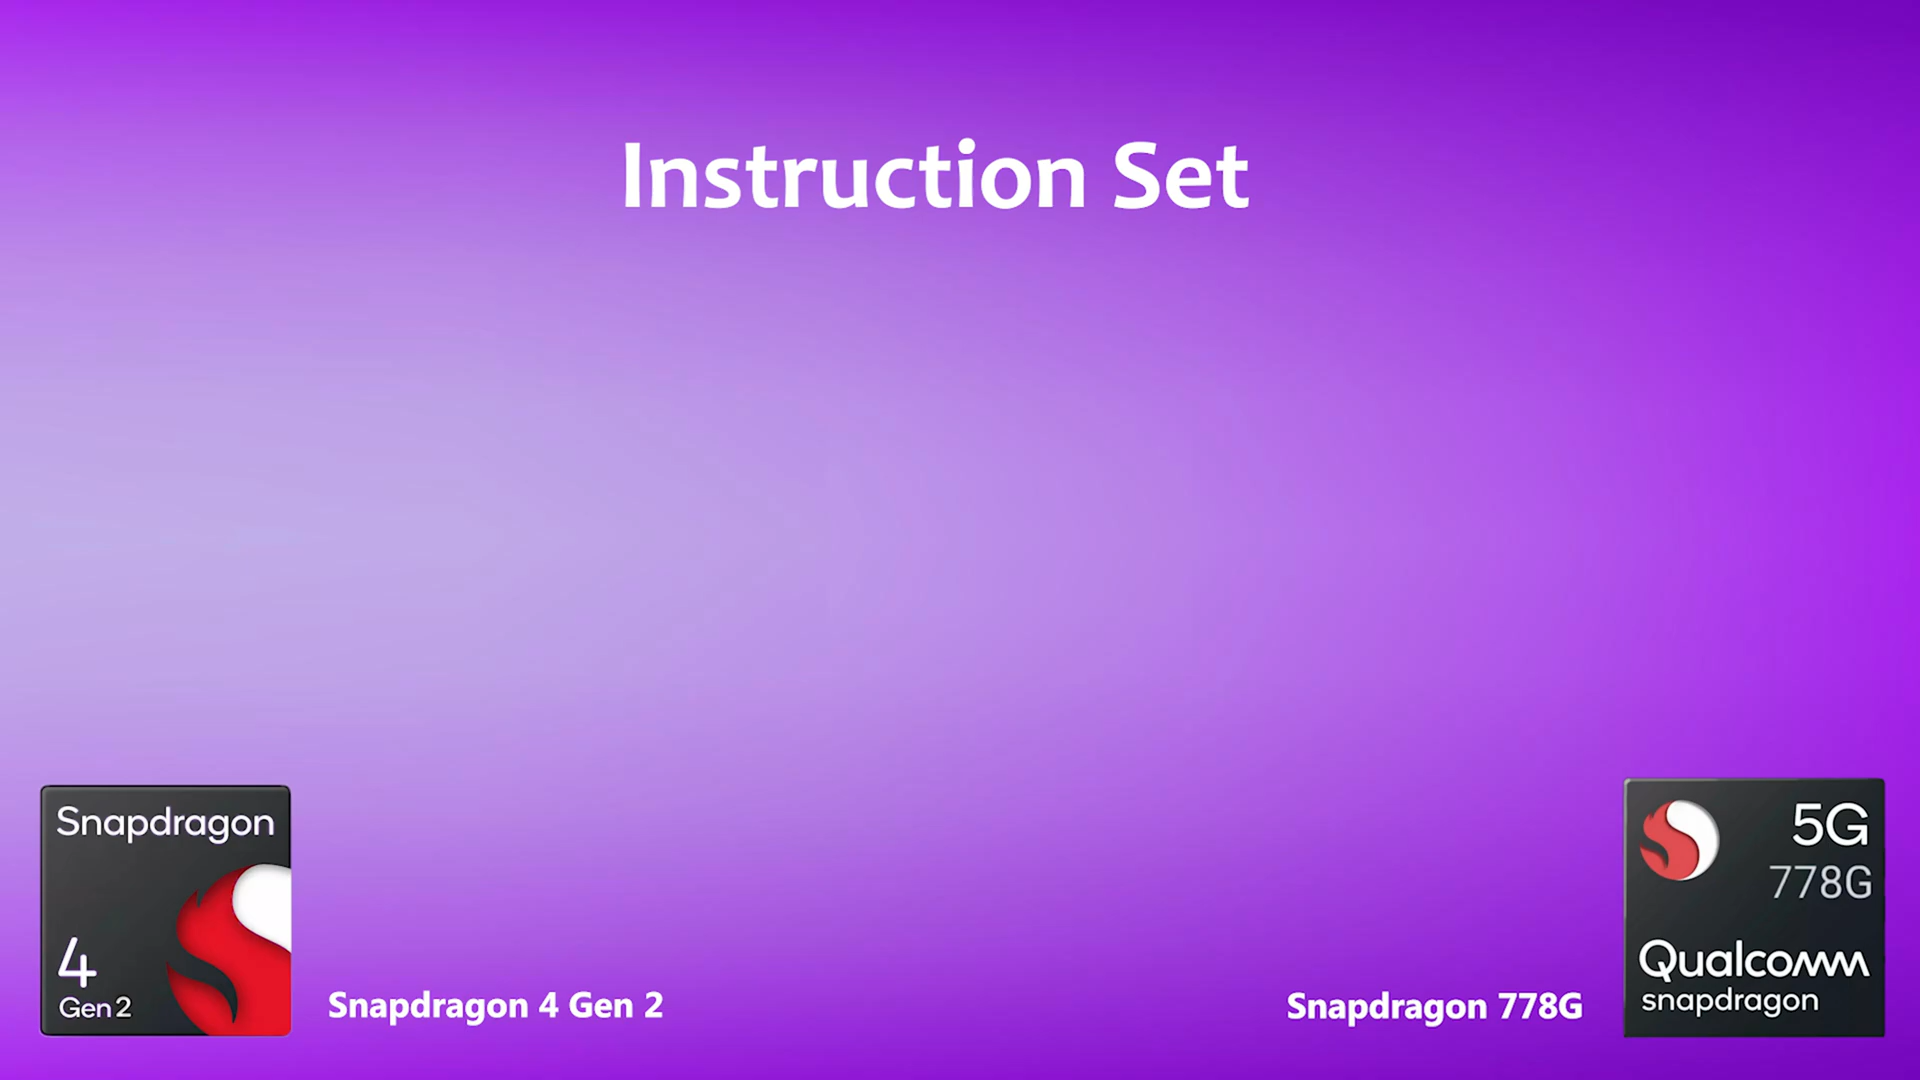 Instruction Set
Snapdragon
4
Gen 2
Snapdragon 4 Gen 2
Snapdragon 778G
5G
778G
Qualcomm
snapdragon